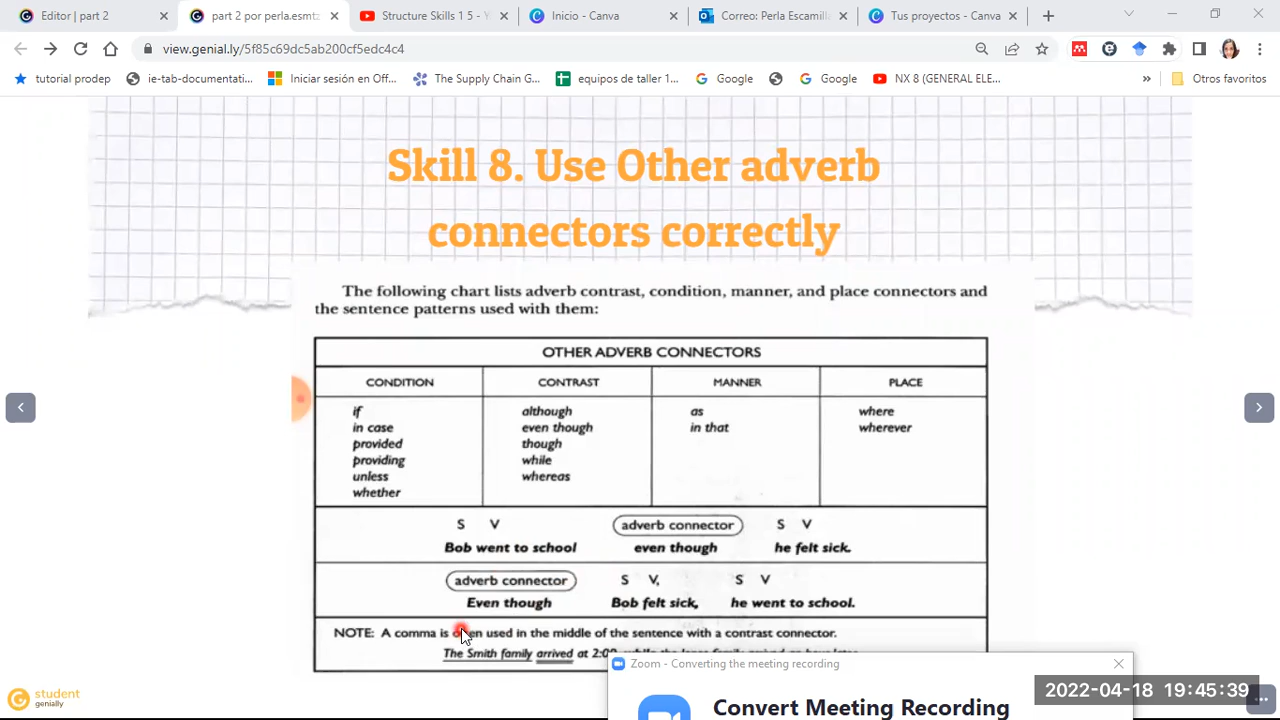 Editor | part 2
part 2 por perla.esmta
Structure Skills 1 5 - Y
Inicio - Canva
Correo: Perla Escamilla
Tus proyectos - Canva
view.genial.ly/5f85c69dc5ab200cf5edc4c4
tutorial prodep
ie-tab-documentati...
Iniciar sesión en Off...
The Supply Chain G...
equipos de taller 1...
Google
Google
NX 8 (GENERAL ELE...
»
Otros favoritos
Skill 8. Use Other adverb
connectors correctly
The following chart lists adverb contrast, condition, manner, and place connectors and
the sentence patterns used with them:
OTHER ADVERB CONNECTORS
CONDITION CONTRAST MANNER PLACE
if although as where
in case even though in that wherever
provided though
providing while
unless whereas
whether
S V adverb connector S V
Bob went to school even though he felt sick.
adverb connector S V, S V
Even though Bob felt sick, he went to school.
NOTE: A comma is often used in the middle of the sentence with a contrast connector.
The Smith family arrived at 2:00,
Zoom - Converting the meeting recording
Convert Meeting Recording
2022-04-18 19:45:39
student
genially